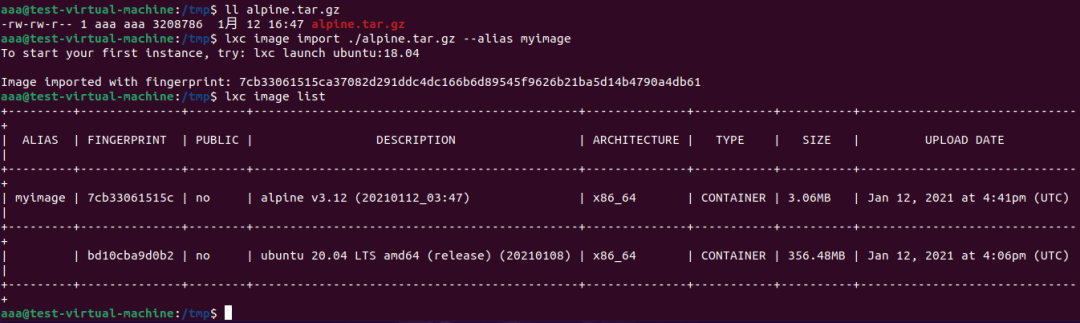 aaa@test-virtual-machine:/tmp$ ll alpine.tar.gz
-rw-rw-r-- 1 aaa aaa 3208786  1月 12 16:47 alpine.tar.gz
aaa@test-virtual-machine:/tmp$ lxc image import ./alpine.tar.gz --alias myimage
To start your first instance, try: lxc launch ubuntu:18.04

Image imported with fingerprint: 7cb33061515ca37082d291ddc4dc166b6d89545f9626b21ba5d14b4790a4db61
aaa@test-virtual-machine:/tmp$ lxc image list
+---------+--------------+--------+---------------------------------------------+--------------+-----------+----------+------------------------------
+
|  ALIAS  | FINGERPRINT  | PUBLIC |                 DESCRIPTION                 | ARCHITECTURE |   TYPE    |   SIZE   |         UPLOAD DATE
|
+---------+--------------+--------+---------------------------------------------+--------------+-----------+----------+------------------------------
+
| myimage | 7cb33061515c | no     | alpine v3.12 (20210112_03:47)               | x86_64       | CONTAINER | 3.06MB   | Jan 12, 2021 at 4:41pm (UTC)
|
+---------+--------------+--------+---------------------------------------------+--------------+-----------+----------+------------------------------
+
|         | bd10cba9d0b2 | no     | ubuntu 20.04 LTS amd64 (release) (20210108) | x86_64       | CONTAINER | 356.48MB | Jan 12, 2021 at 4:06pm (UTC)
|
+---------+--------------+--------+---------------------------------------------+--------------+-----------+----------+------------------------------
+
aaa@test-virtual-machine:/tmp$